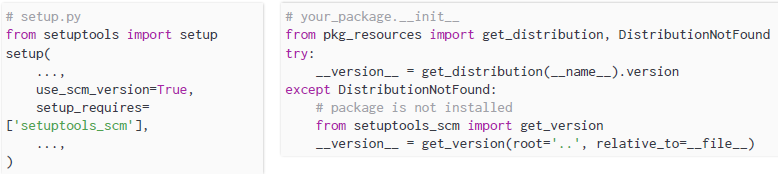 # setup.py
from setuptools import setup
setup(
    ...,
    use_scm_version=True,
    setup_requires=
['setuptools_scm'],
    ...,
)
# your_package.__init__
from pkg_resources import get_distribution, DistributionNotFound
try:
    __version__ = get_distribution(__name__).version
except DistributionNotFound:
    # package is not installed
    from setuptools_scm import get_version
    __version__ = get_version(root='..', relative_to=__file__)